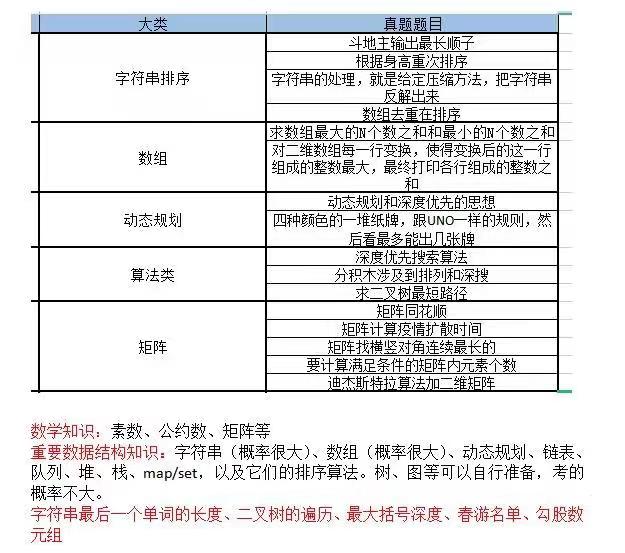 大类 真题题目
斗地主输出最长顺子
根据身高重次排序
字符串排序
字符串的处理，就是给定压缩方法，把字符串
反解出来
数组去重在排序
求数组最大的N个数之和和最小的N个数之和
数组
对二维数组每一行变换，使得变换后的这一行
组成的整数最大，最终打印各行组成的整数之
和
动态规划和深度优先的思想
动态规划
四种颜色的一堆纸牌，跟UNO一样的规则，然
后看最多能出几张牌
深度优先搜索算法
算法类
分积木涉及到排列和深搜
求二叉树最短路径
矩阵同花顺
矩阵计算疫情扩散时间
矩阵
矩阵找横竖对角连续最长的
要计算满足条件的矩阵内元素个数
迪杰斯特拉算法加二维矩阵
数学知识：素数、公约数、矩阵等
重要数据结构知识：字符串（概率很大）、数组（概率很大）、动态规划、链表、
队列、堆、栈、map/set，以及它们的排序算法。树、图等可以自行准备，考的
概率不大。
字符串最后一个单词的长度、二叉树的遍历、最大括号深度、春游名单、勾股数
元组